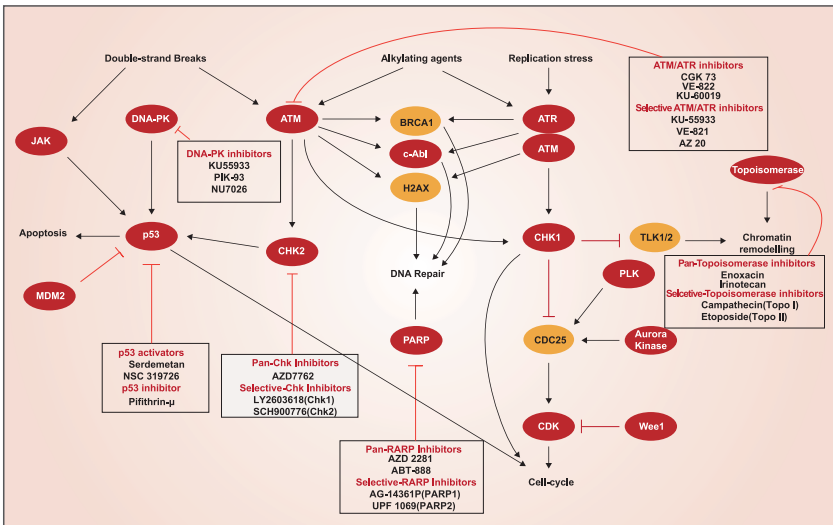 Double-strand Breaks
Alkylating agents
Replication stress
ATM/ATR inhibitors
CGK 73
VE-822
KU-60019
Selective ATM/ATR inhibitors
KU-55933
VE-821
AZ 20
DNA-PK
ATM
BRCA1
ATR
JAK
c-Abl
ATM
DNA-PK inhibitors
KU55933
PIK-93
NU7026
H2AX
Topoisomerase
Apoptosis
p53
CHK2
CHK1
TLK1/2
Chromatin
remodelling
DNA Repair
PLK
Pan-Topoisomerase inhibitors
Enoxacin
Irinotecan
Selcetive-Topoisomerase inhibitors
Campathecin(Topo I)
Etoposide(Topo II)
MDM2
PARP
CDC25
Aurora
Kinase
p53 activators
Serdemetan
NSC 319726
p53 inhibitor
Pifithrin-μ
Pan-Chk Inhibitors
AZD7762
Selective-Chk Inhibitors
LY2603618(Chk1)
SCH900776(Chk2)
CDK
Wee1
Pan-RARP Inhibitors
AZD 2281
ABT-888
Selective-RARP Inhibitors
AG-14361P(PARP1)
UPF 1069(PARP2)
Cell-cycle